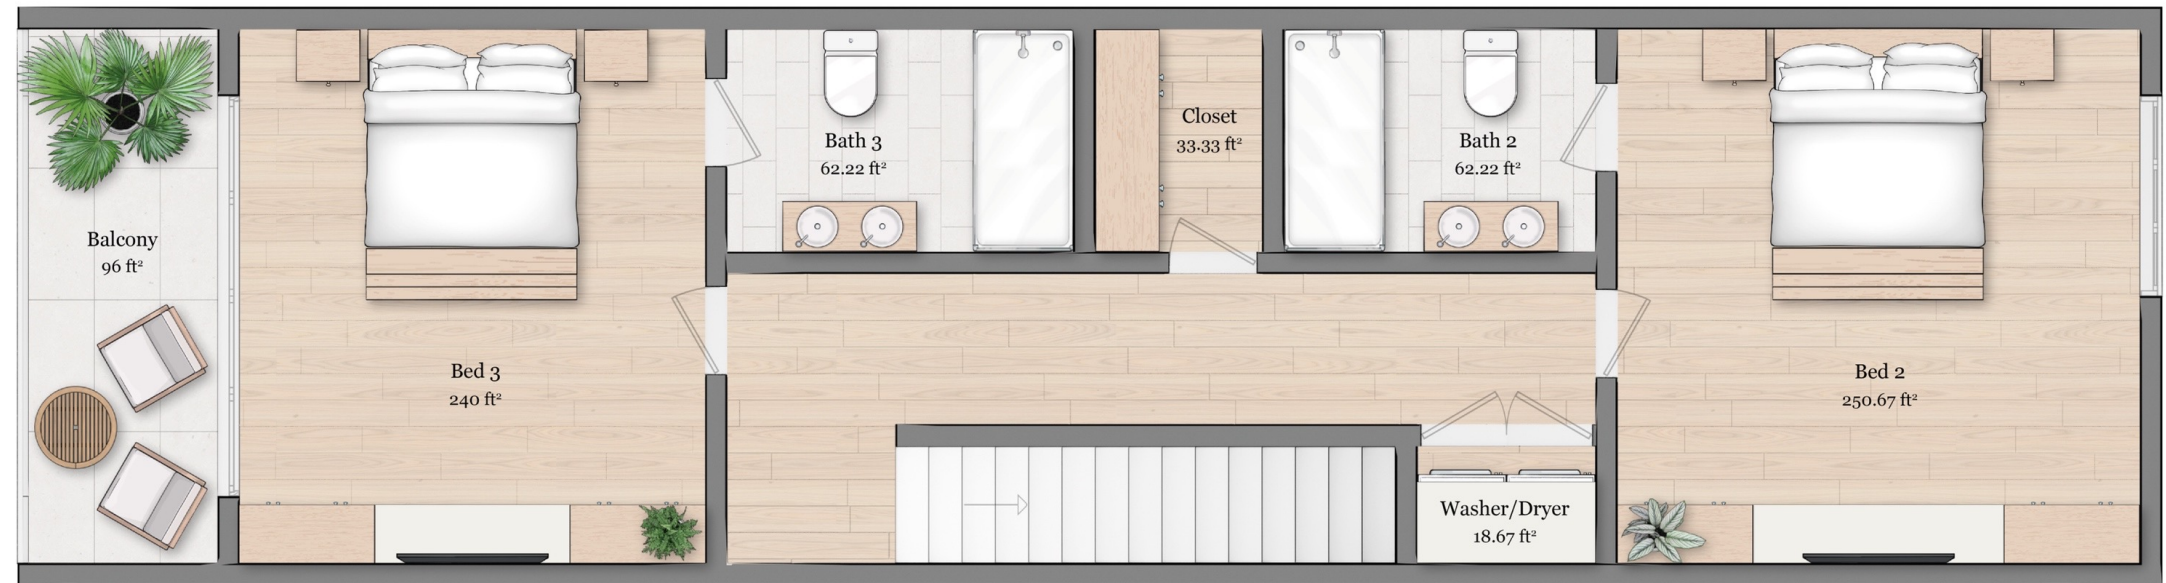 Balcony
96 ft²
Bed 3
240 ft²
Bath 3
62.22 ft²
Closet
33.33 ft²
Bath 2
62.22 ft²
Bed 2
250.67 ft²
Washer/Dryer
18.67 ft²